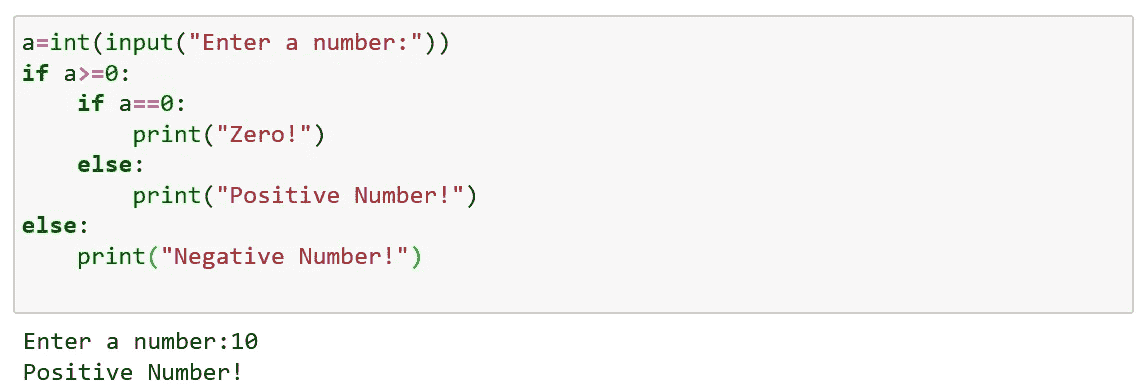 a=int(input("Enter a number:"))
if a>=0:
    if a==0:
        print("Zero!")
    else:
        print("Positive Number!")
else:
    print("Negative Number!")
Enter a number:10
Positive Number!